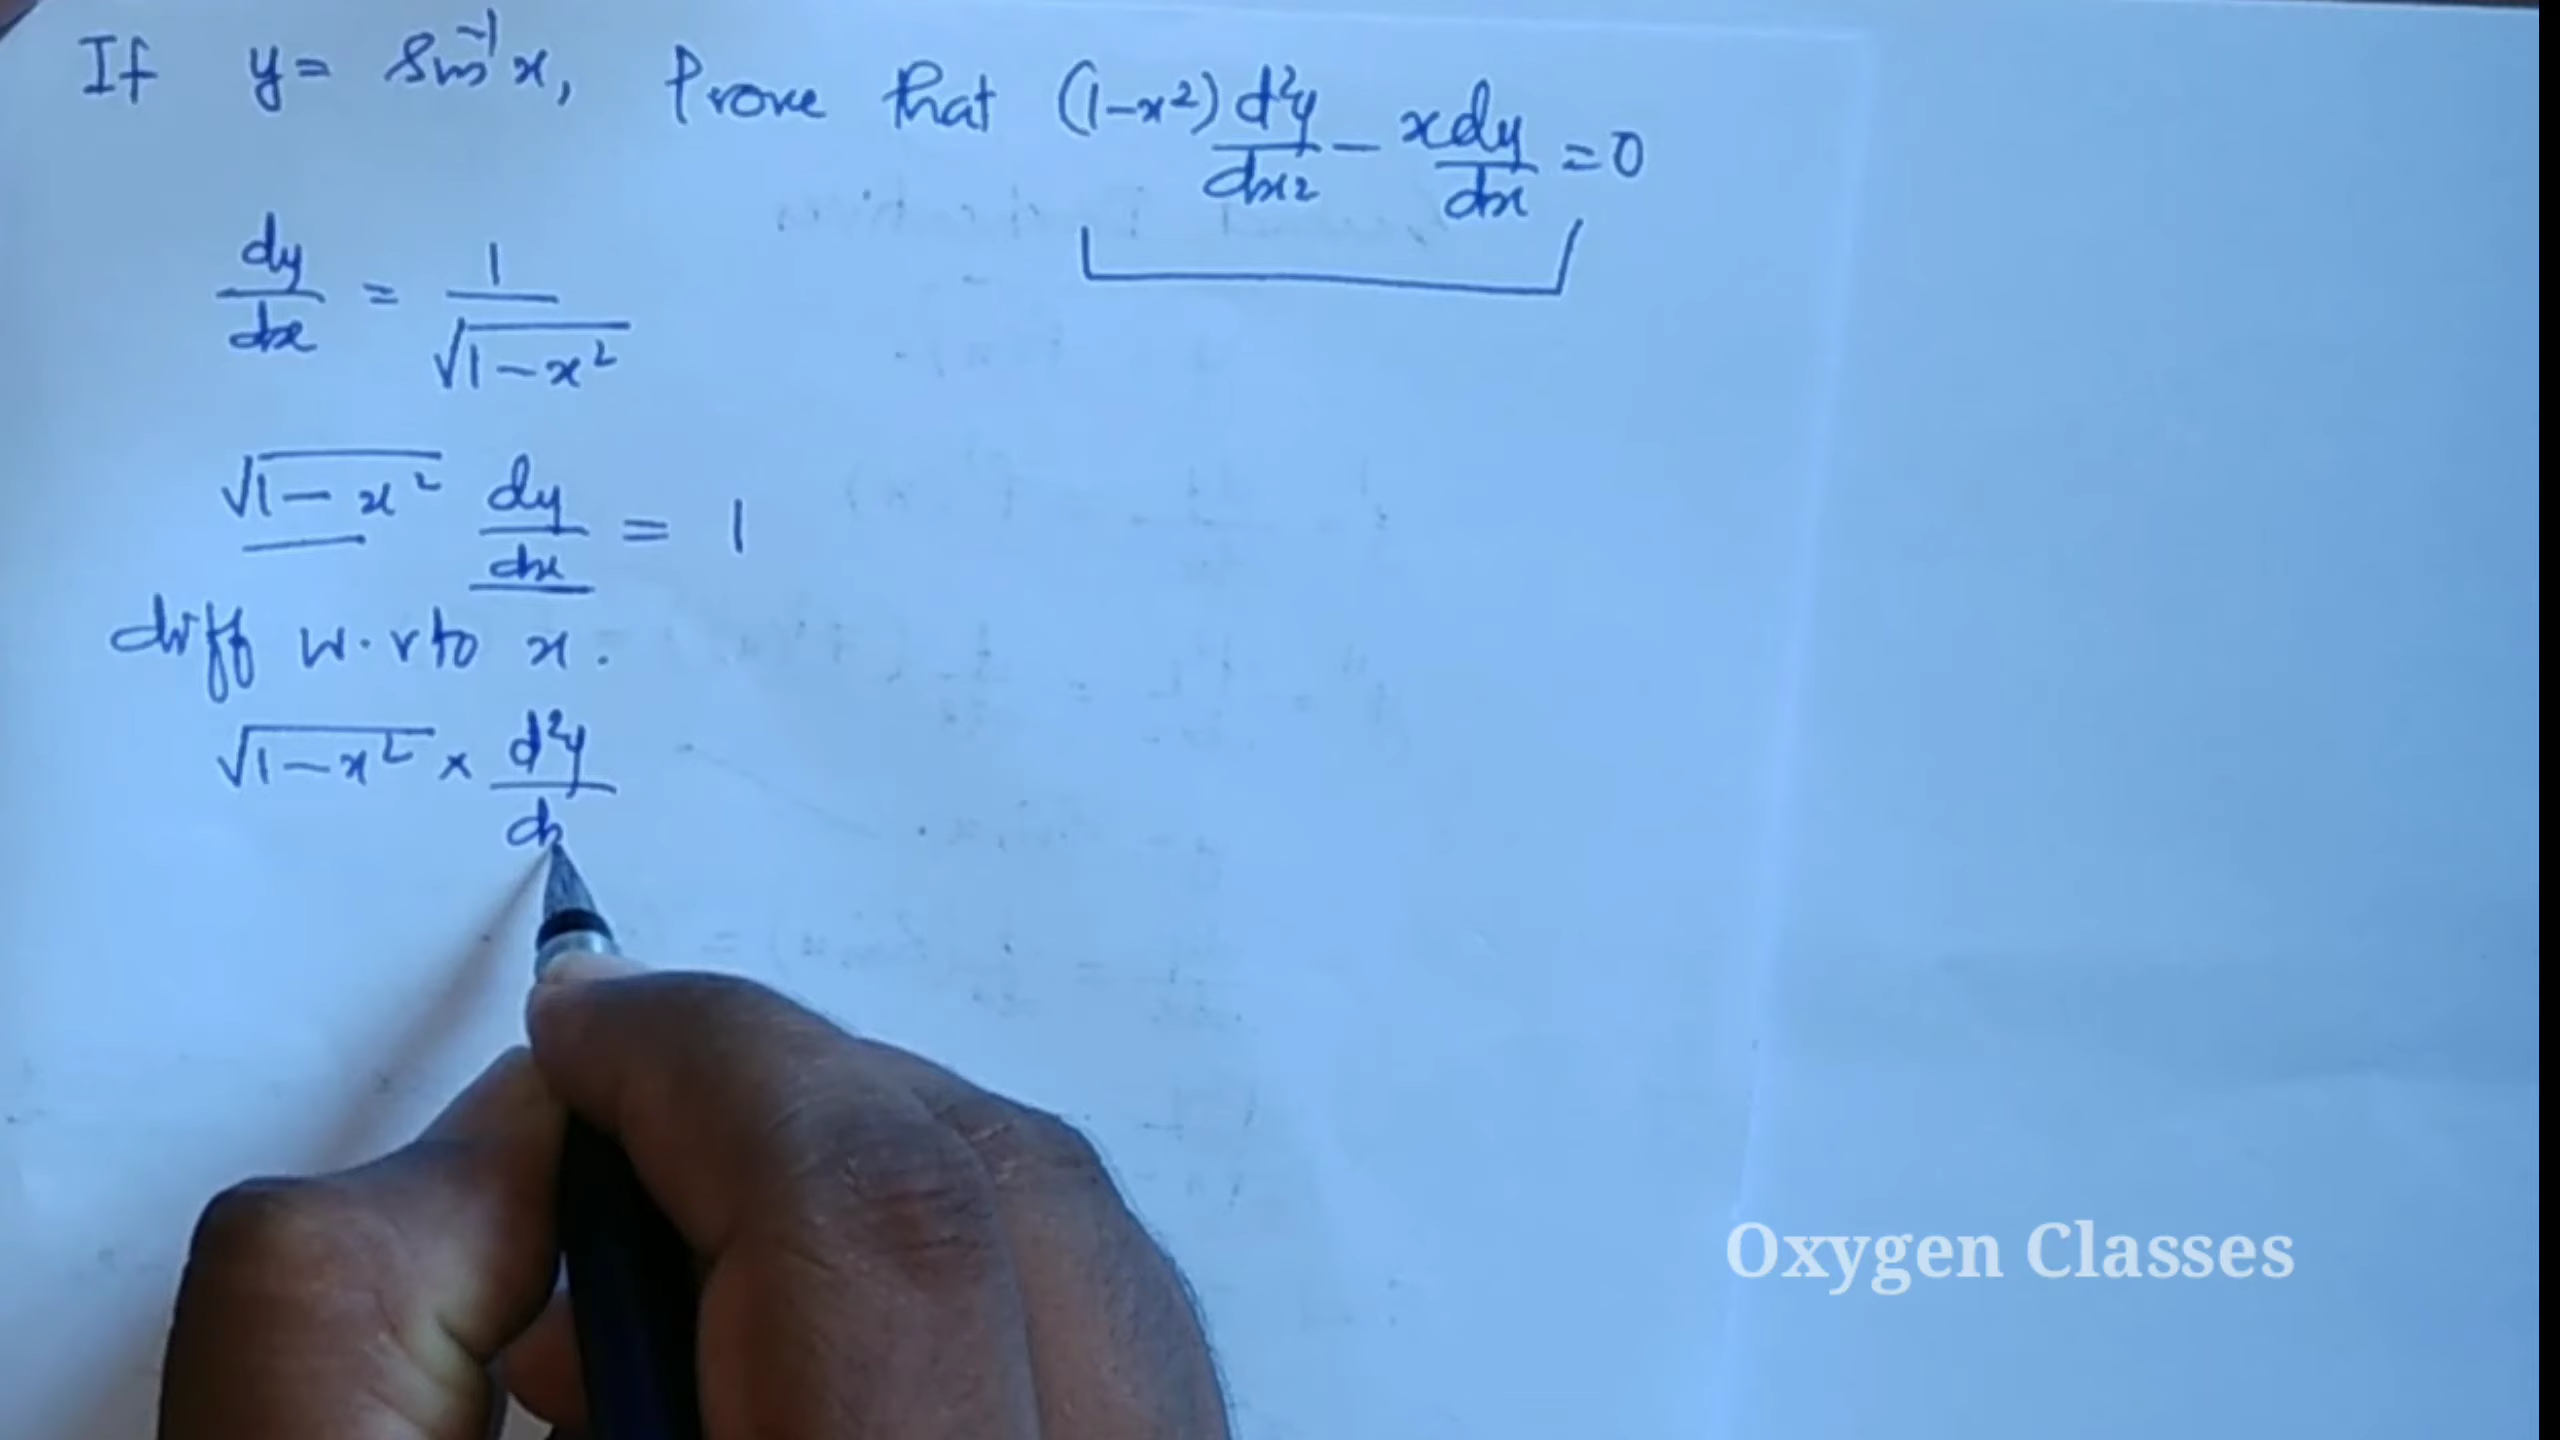 If y = Sin⁻¹x, Prove that (1-x²) d²y/dx² - xdy/dx = 0
dy/dx = 1/√1-x²
√1-x² dy/dx = 1
diff w.r to x.
√1-x² × d²y/dx
Oxygen Classes